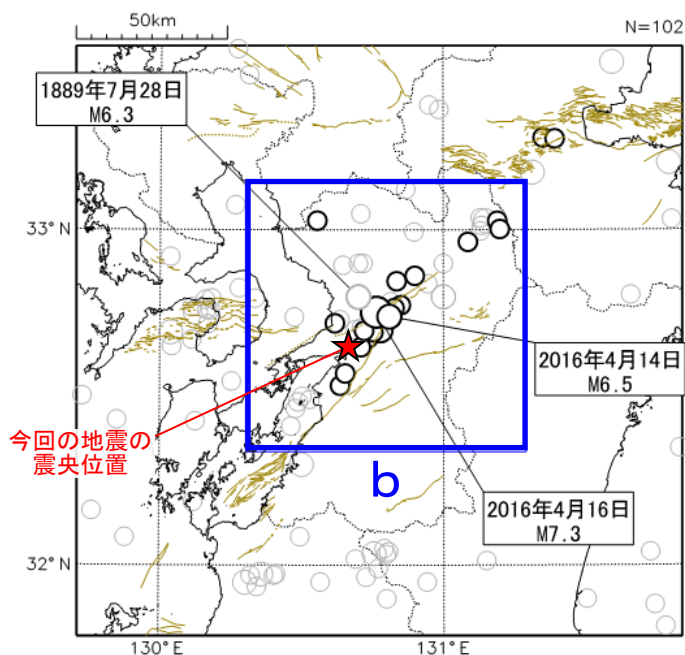 50km
N=102
1889年7月28日
M6.3
33°N
2016年4月14日
M6.5
今回の地震の
震央位置
b
2016年4月16日
M7.3
32°N
130°E
131°E